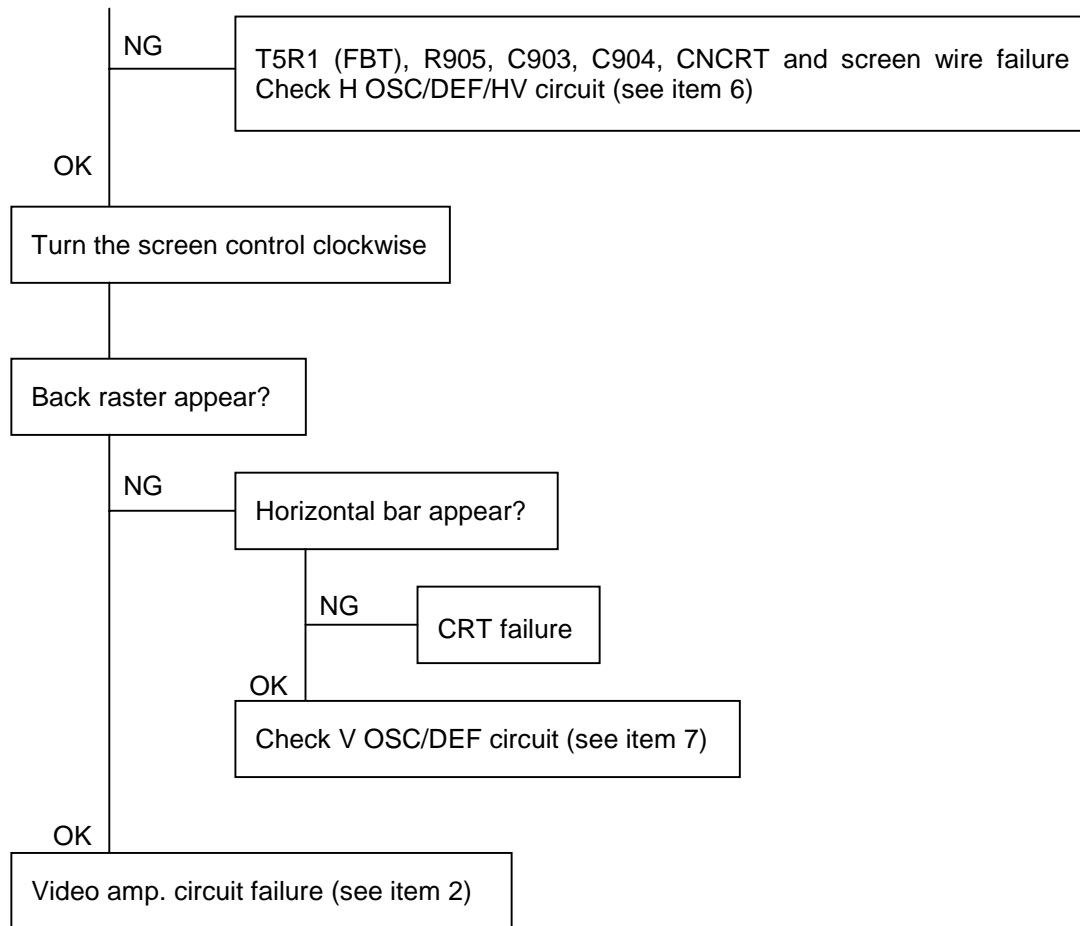 NG
T5R1 (FBT), R905, C903, C904, CNCRT and screen wire failure
Check H OSC/DEF/HV circuit (see item 6)
OK
Turn the screen control clockwise
Back raster appear?
NG
Horizontal bar appear?
NG
CRT failure
OK
Check V OSC/DEF circuit (see item 7)
OK
Video amp. circuit failure (see item 2)